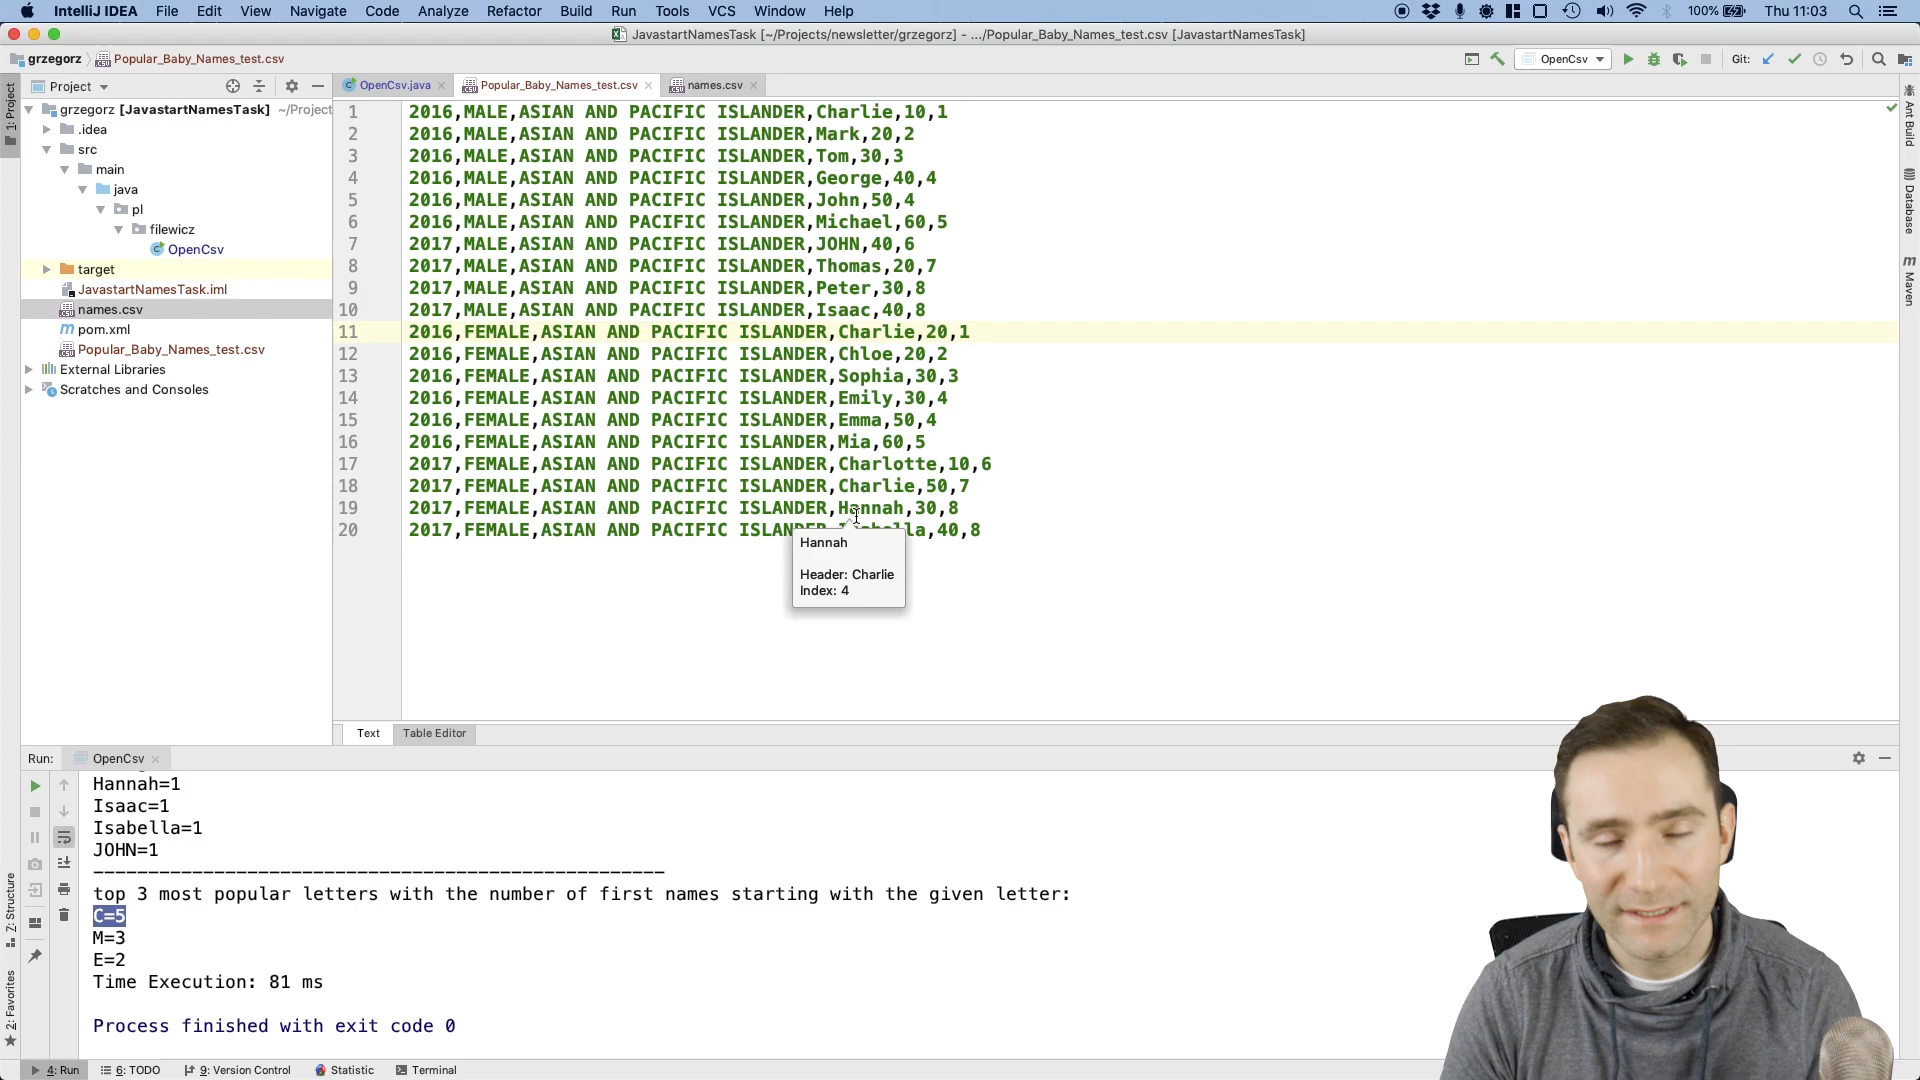 IntelliJ IDEA File Edit View Navigate Code Analyze Refactor Build Run Tools VCS Window Help 100% Thu 11:03
JavastartNamesTask [~/Projects/newsletter/grzegorz] - .../Popular_Baby_Names_test.csv [JavastartNamesTask]
grzegorz Popular_Baby_Names_test.csv OpenCsv Git:
Project OpenCsv.java Popular_Baby_Names_test.csv names.csv
1: Project
grzegorz [JavastartNamesTask] ~/Project
.idea
src
main
java
pl
filewicz
OpenCsv
target
JavastartNamesTask.iml
names.csv
pom.xml
Popular_Baby_Names_test.csv
External Libraries
Scratches and Consoles
1 2016,MALE,ASIAN AND PACIFIC ISLANDER,Charlie,10,1
2 2016,MALE,ASIAN AND PACIFIC ISLANDER,Mark,20,2
3 2016,MALE,ASIAN AND PACIFIC ISLANDER,Tom,30,3
4 2016,MALE,ASIAN AND PACIFIC ISLANDER,George,40,4
5 2016,MALE,ASIAN AND PACIFIC ISLANDER,John,50,4
6 2016,MALE,ASIAN AND PACIFIC ISLANDER,Michael,60,5
7 2017,MALE,ASIAN AND PACIFIC ISLANDER,JOHN,40,6
8 2017,MALE,ASIAN AND PACIFIC ISLANDER,Thomas,20,7
9 2017,MALE,ASIAN AND PACIFIC ISLANDER,Peter,30,8
10 2017,MALE,ASIAN AND PACIFIC ISLANDER,Isaac,40,8
11 2016,FEMALE,ASIAN AND PACIFIC ISLANDER,Charlie,20,1
12 2016,FEMALE,ASIAN AND PACIFIC ISLANDER,Chloe,20,2
13 2016,FEMALE,ASIAN AND PACIFIC ISLANDER,Sophia,30,3
14 2016,FEMALE,ASIAN AND PACIFIC ISLANDER,Emily,30,4
15 2016,FEMALE,ASIAN AND PACIFIC ISLANDER,Emma,50,4
16 2016,FEMALE,ASIAN AND PACIFIC ISLANDER,Mia,60,5
17 2017,FEMALE,ASIAN AND PACIFIC ISLANDER,Charlotte,10,6
18 2017,FEMALE,ASIAN AND PACIFIC ISLANDER,Charlie,50,7
19 2017,FEMALE,ASIAN AND PACIFIC ISLANDER,Hannah,30,8
20 2017,FEMALE,ASIAN AND PACIFIC ISLANDER,Isabella,40,8
Hannah
Header: Charlie
Index: 4
Ant Build
Database
m Maven
Text Table Editor
Run: OpenCsv
Hannah=1
Isaac=1
Isabella=1
JOHN=1
----------------------------------------------------
top 3 most popular letters with the number of first names starting with the given letter:
C=5
M=3
E=2
Time Execution: 81 ms
Process finished with exit code 0
Z: Structure
2: Favorites
4: Run 6: TODO 9: Version Control Statistic Terminal